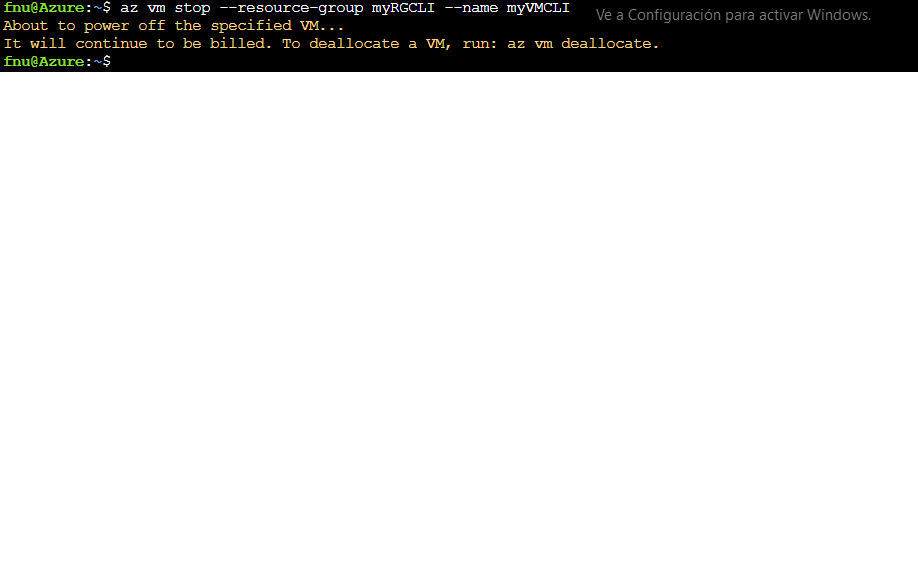 fnu@Azure:~$ az vm stop --resource-group myRGCLI --name myVMCLI
Ve a Configuración para activar Windows.
About to power off the specified VM...
It will continue to be billed. To deallocate a VM, run: az vm deallocate.
fnu@Azure:~$